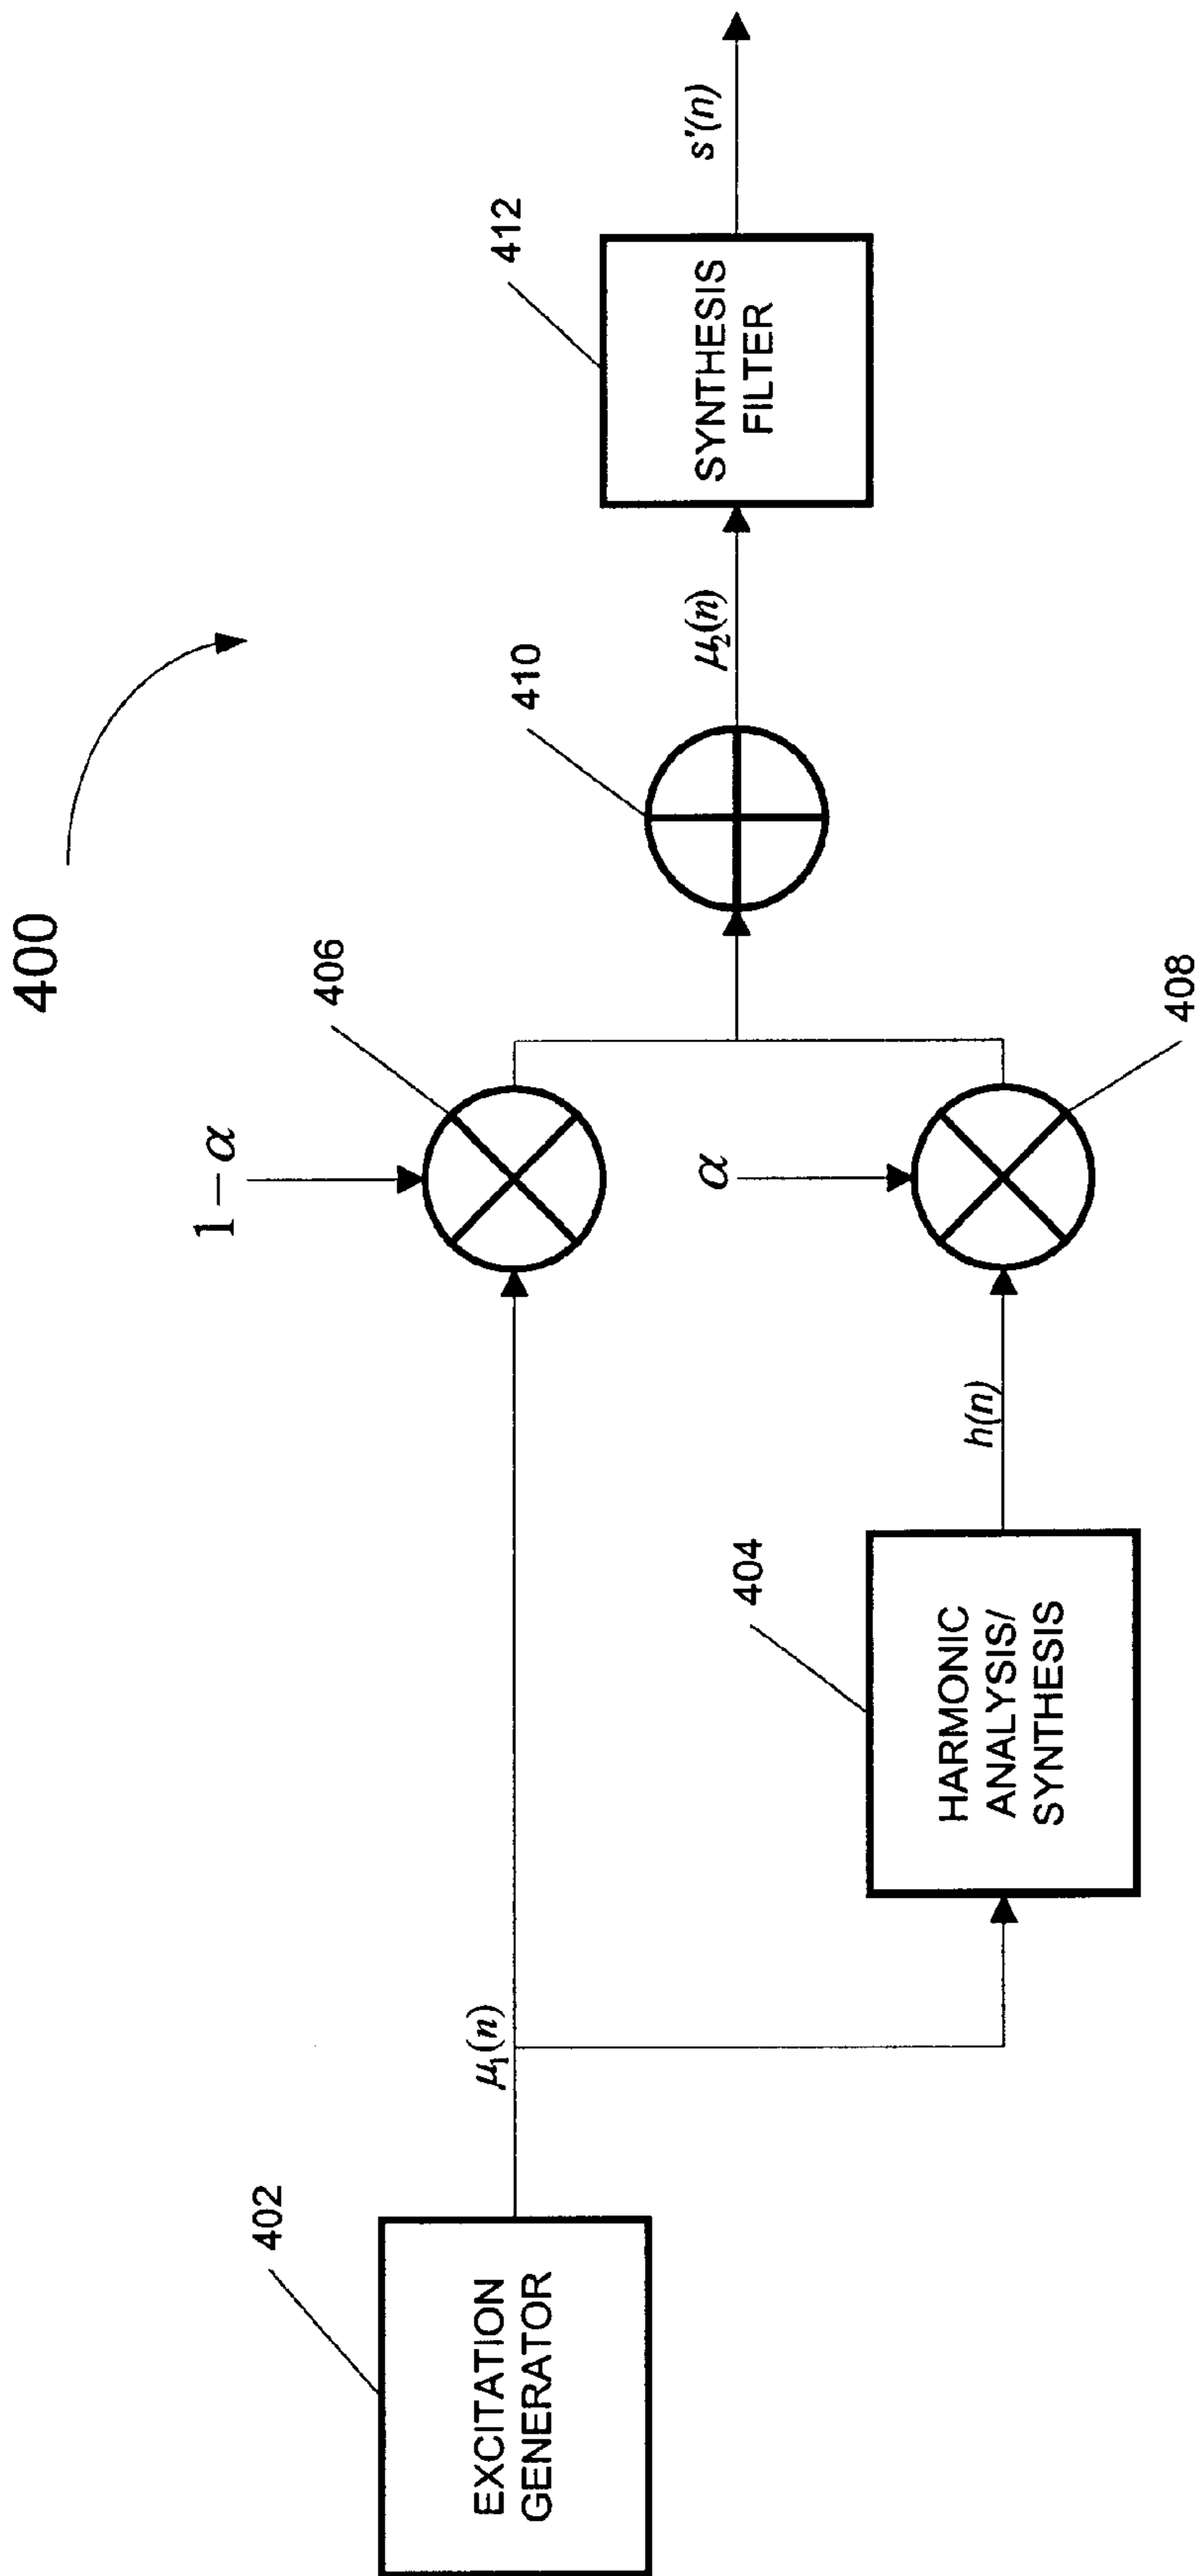 400
402
EXCITATION
GENERATOR
μ₁(n)
404
HARMONIC
ANALYSIS/
SYNTHESIS
h(n)
1−α
406
α
408
410
μ₂(n)
412
SYNTHESIS
FILTER
s'(n)